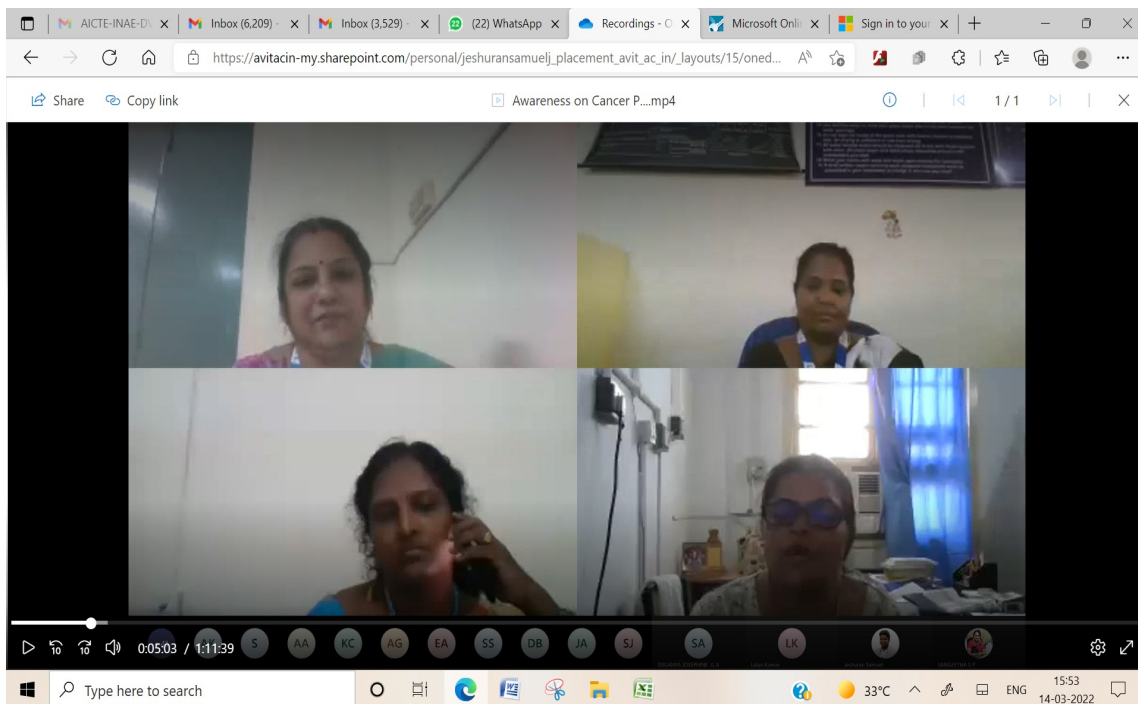 AICTE-INAE-DV
Inbox (6,209) -
Inbox (3,529) -
(22) WhatsApp
Recordings - O
Microsoft Onli
Sign in to your
https://avitacin-my.sharepoint.com/personal/jeshuransamuelj_placement_avit_ac_in/_layouts/15/oned...
Share
Copy link
Awareness on Cancer P....mp4
1 / 1
10
10
0:05:03 / 1:11:39
S
AA
KC
AG
EA
SS
DB
JA
SJ
SA
LK
Type here to search
33°C
ENG
15:53
14-03-2022